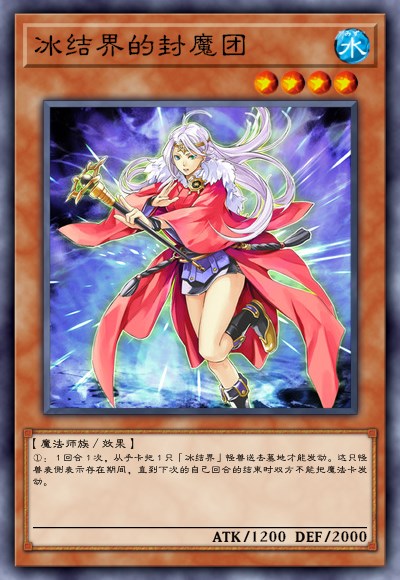 冰结界的封魔团
水
【魔法师族／效果】
①：1回合1次，从手卡把1只「冰结界」怪兽送去墓地才能发动。这只怪
兽表侧表示存在期间，直到下次的自己回合的结束时双方不能把魔法卡发
动。
ATK/1200 DEF/2000